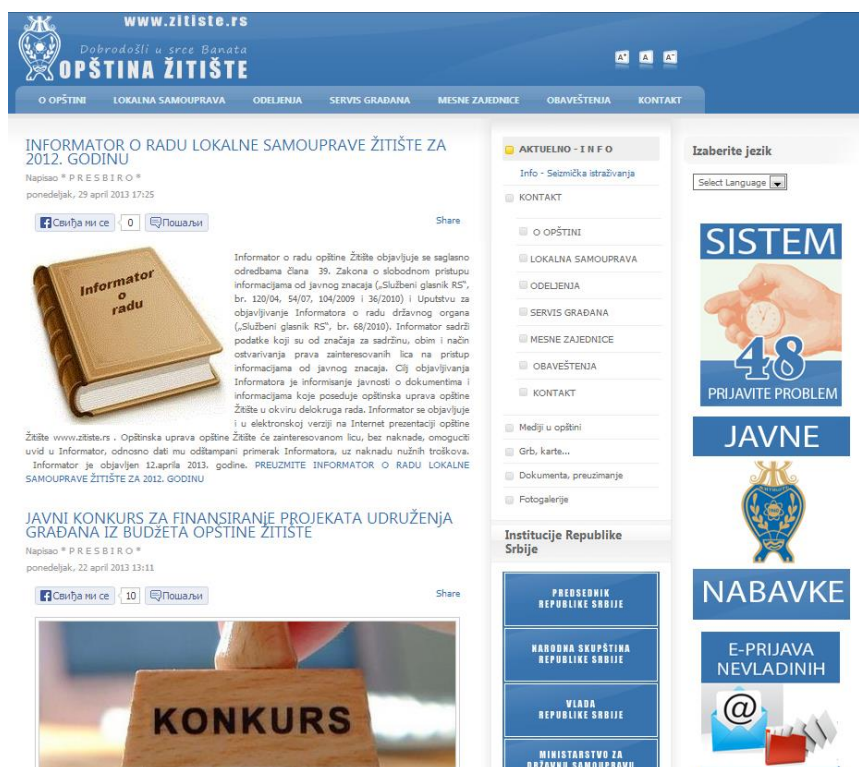 www.zitiste.rs
Dobrodošli u srce Banata
OPŠTINA ŽITIŠTE
A+ A A-
O OPŠTINI LOKALNA SAMOUPRAVA ODELJENJA SERVIS GRAĐANA MESNE ZAJEDNICE OBAVEŠTENJA KONTAKT
INFORMATOR O RADU LOKALNE SAMOUPRAVE ŽITIŠTE ZA
2012. GODINU
Napisao * P R E S B I R O *
ponedeljak, 29 april 2013 17:25
Свиђа ми се 0 Пошаљи
Share
Informator
o
radu
Informator o radu opštine Žitište objavljuje se saglasno
odredbama člana 39. Zakona o slobodnom pristupu
informacijama od javnog znacaja („Službeni glasnik RS",
br. 120/04, 54/07, 104/2009 i 36/2010) i Uputstvu za
objavljivanje Informatora o radu državnog organa
(„Službeni glasnik RS", br. 68/2010). Informator sadrži
podatke koji su od značaja za sadržinu, obim i način
ostvarivanja prava zainteresovanih lica na pristup
informacijama od javnog znacaja. Cilj objavljivanja
Informatora je informisanje javnosti o dokumentima i
informacijama koje poseduje opštinska uprava opštine
Žitište u okviru delokruga rada. Informator se objavljuje
i u elektronskoj verziji na Internet prezentaciji opštine
Žitište www.zitiste.rs . Opštinska uprava opštine Žitište će zainteresovanom licu, bez naknade, omoguciti
uvid u Informator, odnosno dati mu odštampani primerak Informatora, uz naknadu nužnih troškova.
Informator je objavljen 12.aprila 2013. godine. PREUZMITE INFORMATOR O RADU LOKALNE
SAMOUPRAVE ŽITIŠTE ZA 2012. GODINU
JAVNI KONKURS ZA FINANSIRANjE PROJEKATA UDRUŽENjA
GRAĐANA IZ BUDžETA OPŠTINE ŽITIŠTE
Napisao * P R E S B I R O *
ponedeljak, 22 april 2013 13:11
Свиђа ми се 10 Пошаљи
Share
KONKURS
AKTUELNO - I N F O
Info - Seizmička istraživanja
KONTAKT
O OPŠTINI
LOKALNA SAMOUPRAVA
ODELJENJA
SERVIS GRAĐANA
MESNE ZAJEDNICE
OBAVEŠTENJA
KONTAKT
Mediji u opštini
Grb, karte...
Dokumenta, preuzimanje
Fotogalerije
Institucije Republike
Srbije
PREDSEDNIK
REPUBLIKE SRBIJE
NARODNA SKUPŠTINA
REPUBLIKE SRBIJE
VLADA
REPUBLIKE SRBIJE
MINISTARSTVO ZA
DRŽAVNU SAMOUPRAVU
Izaberite jezik
Select Language
SISTEM
48
PRIJAVITE PROBLEM
JAVNE
NABAVKE
E-PRIJAVA
NEVLADINIH
@